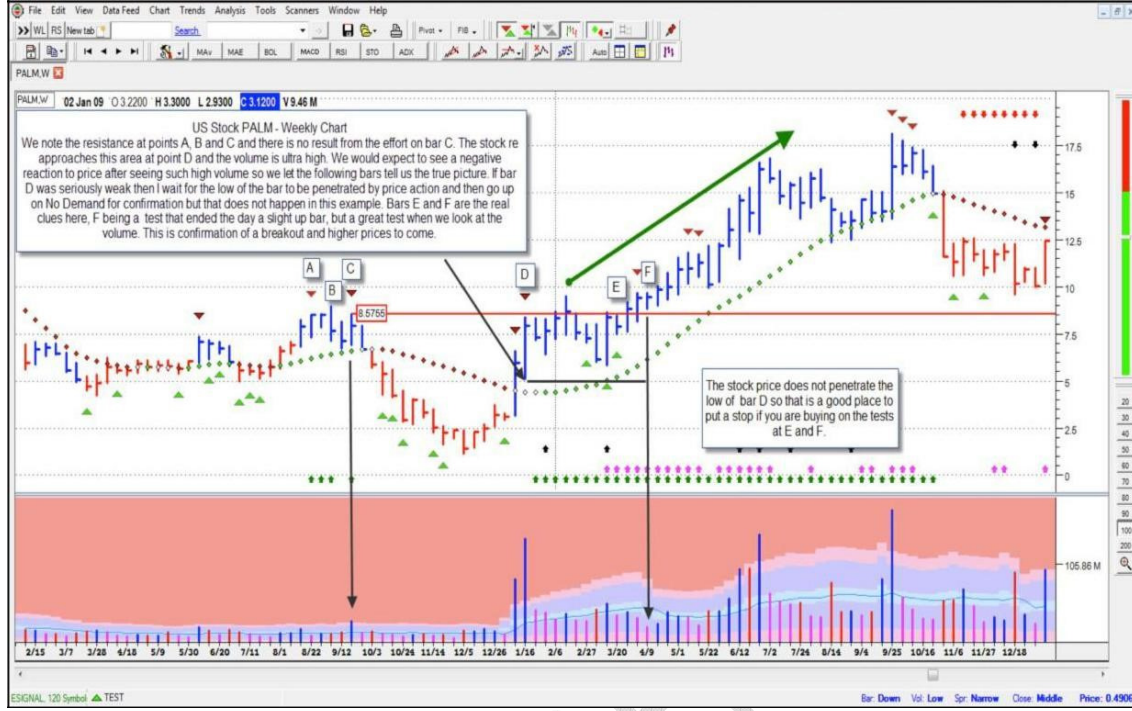 File Edit View Data Feed Chart Trends Analysis Tools Scanners Window Help
WL RS New tab Search Pivot FIB
MAv MAE BOL MACD RSI STO ADX Auto
PALM,W
PALM,W 02 Jan 09 O 3.2200 H 3.3000 L 2.9300 C 3.1200 V 9.46 M
US Stock PALM - Weekly Chart
We note the resistance at points A, B and C and there is no result from the effort on bar C. The stock re
approaches this area at point D and the volume is ultra high. We would expect to see a negative
reaction to price after seeing such high volume so we let the following bars tell us the true picture. If bar
D was seriously weak then I wait for the low of the bar to be penetrated by price action and then go up
on No Demand for confirmation but that does not happen in this example. Bars E and F are the real
clues here, F being a test that ended the day a slight up bar, but a great test when we look at the
volume. This is confirmation of a breakout and higher prices to come.
17.5
15
12.5
10
7.5
5
2.5
0
A
B
C
D
E
F
8.5755
The stock price does not penetrate the
low of bar D so that is a good place to
put a stop if you are buying on the tests
at E and F.
20
30
40
50
60
70
80
90
100
200
105.86 M
2/15 3/7 3/28 4/18 5/9 5/30 6/20 7/11 8/1 8/22 9/12 10/3 10/24 11/14 12/5 12/26 1/16 2/6 2/27 3/20 4/9 5/1 5/22 6/12 7/2 7/24 8/14 9/4 9/25 10/16 11/6 11/27 12/18
ESIGNAL, 120 Symbol TEST Bar: Down Vol: Low Spr: Narrow Close: Middle Price: 0.4906